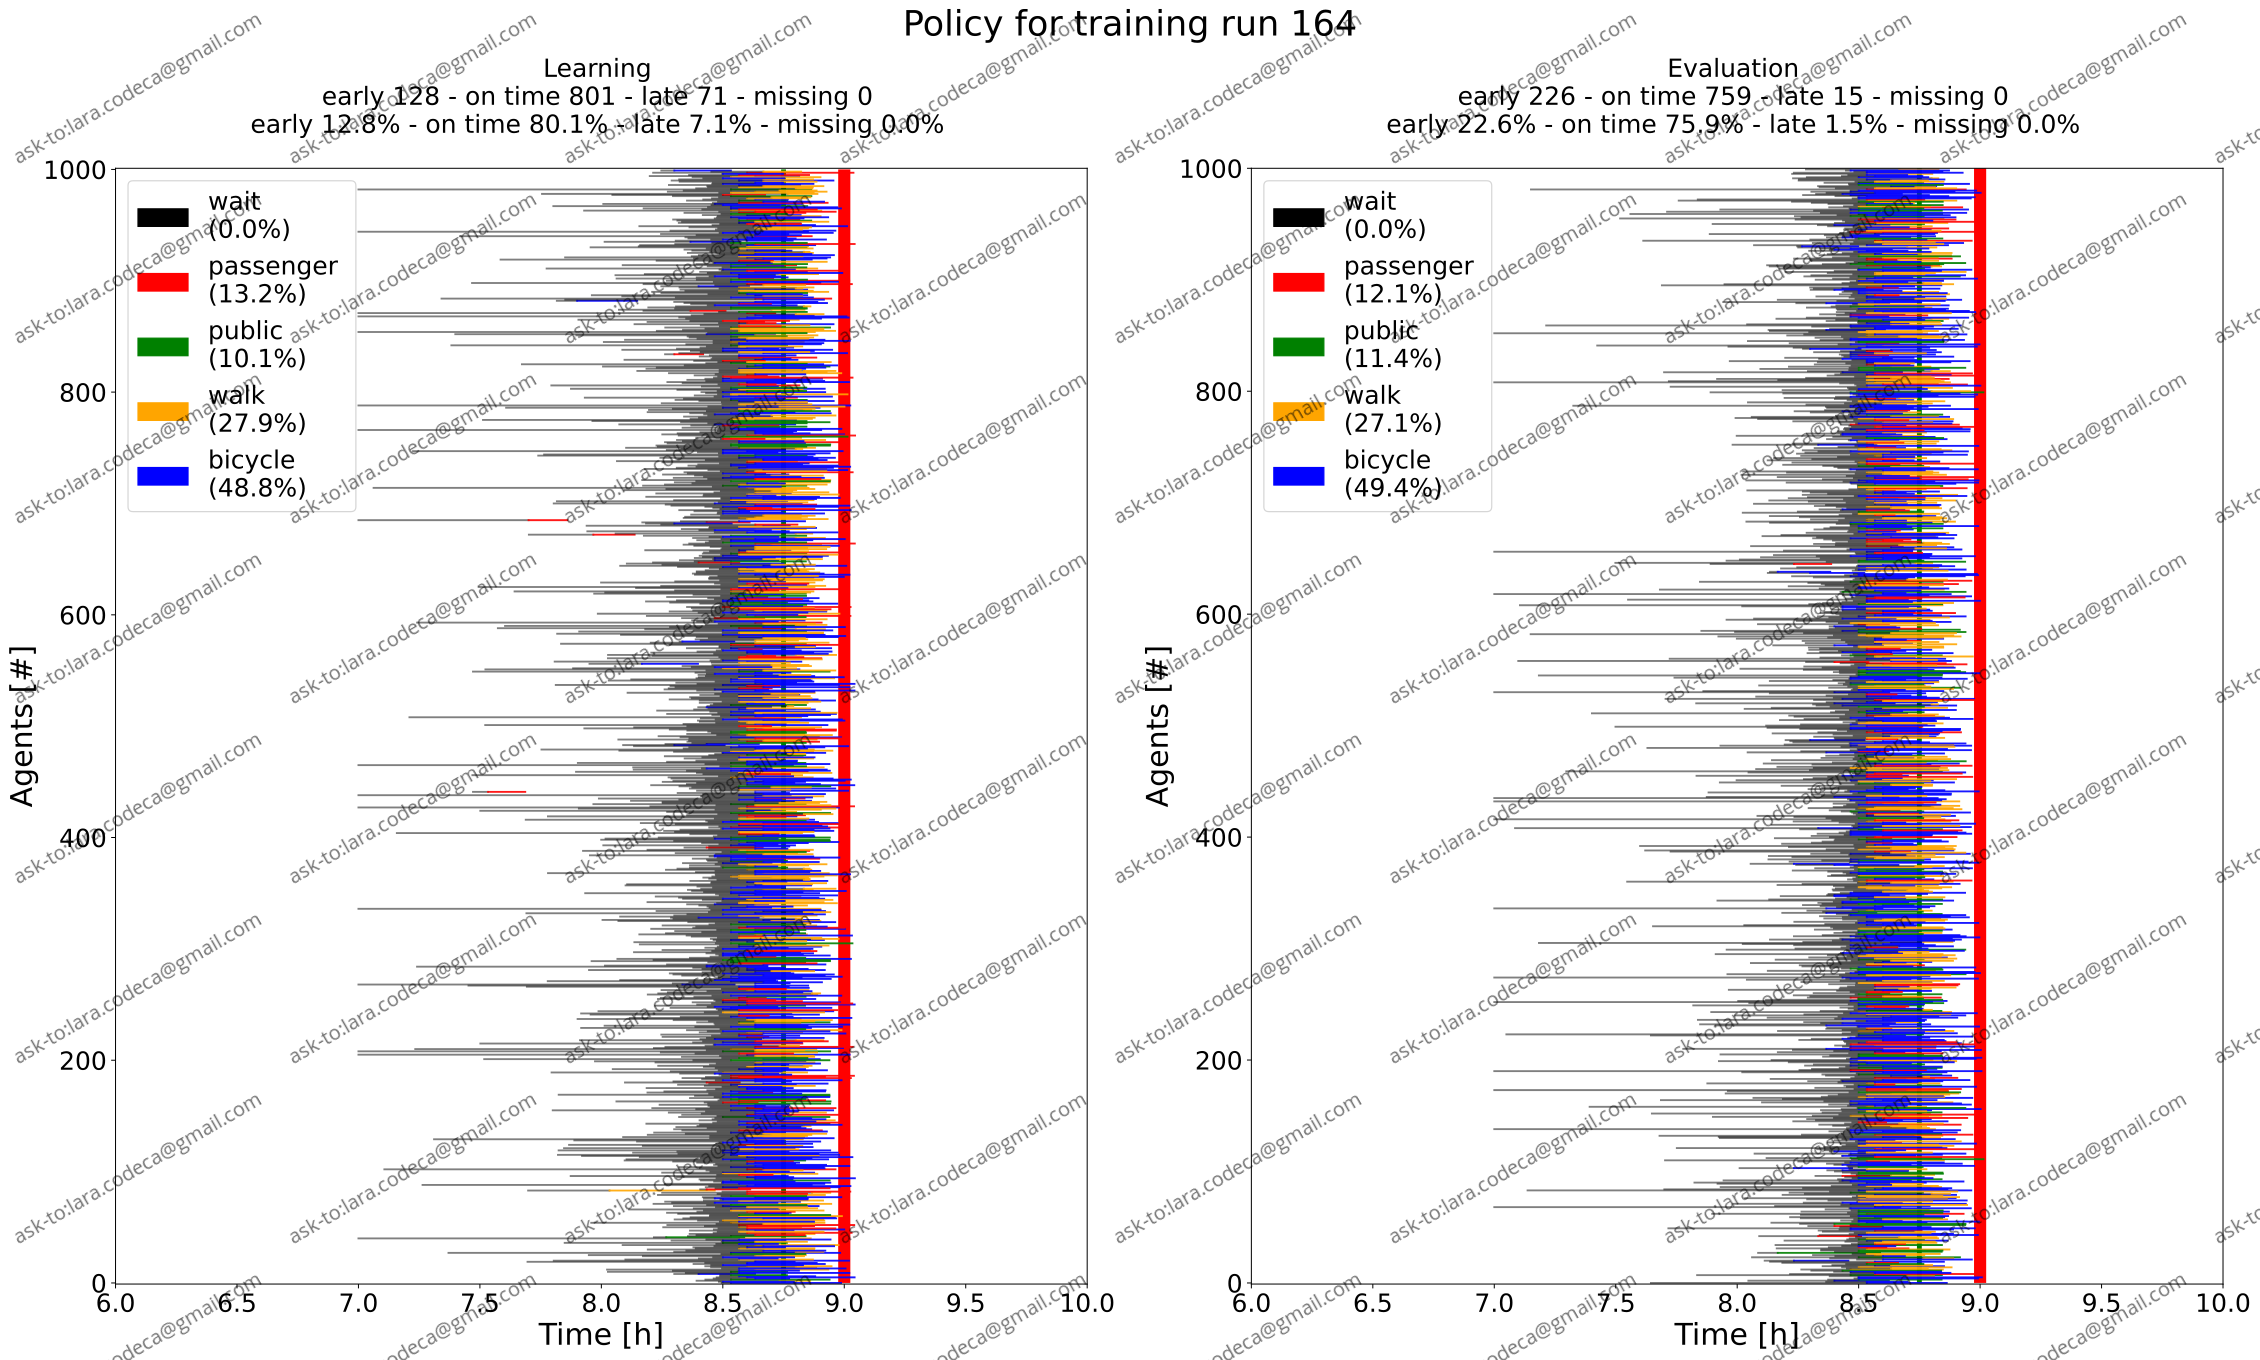 Policy for training run 164
Learning
early 128 - on time 801 - late 71 - missing 0
early 12.8% - on time 80.1% - late 7.1% - missing 0.0%
Agents [#]
1000
800
600
400
200
0
wait
(0.0%)
passenger
(13.2%)
public
(10.1%)
walk
(27.9%)
bicycle
(48.8%)
6.0 6.5 7.0 7.5 8.0 8.5 9.0 9.5 10.0
Time [h]
Evaluation
early 226 - on time 759 - late 15 - missing 0
early 22.6% - on time 75.9% - late 1.5% - missing 0.0%
Agents [#]
1000
800
600
400
200
0
wait
(0.0%)
passenger
(12.1%)
public
(11.4%)
walk
(27.1%)
bicycle
(49.4%)
6.0 6.5 7.0 7.5 8.0 8.5 9.0 9.5 10.0
Time [h]
ask-to:lara.codeca@gmail.com